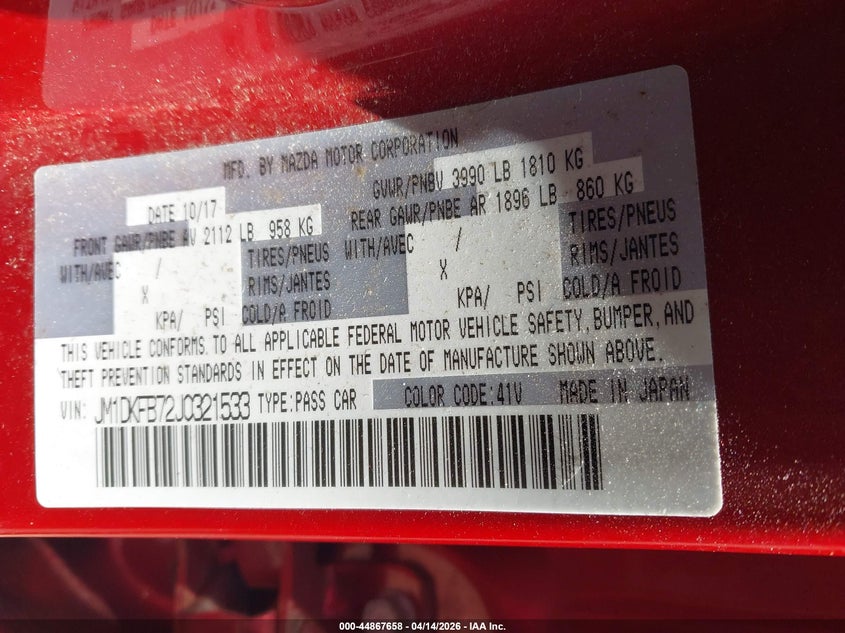 MFD. BY MAZDA MOTOR CORPORATION
DATE 10/17 GVWR/PNBV 3990 LB 1810 KG
FRONT GAWR/PNBE AV 2112 LB 958 KG REAR GAWR/PNBE AR 1896 LB 860 KG
WITH/AVEC / TIRES/PNEUS WITH/AVEC / TIRES/PNEUS
X RIMS/JANTES X RIMS/JANTES
KPA/ PSI COLD/A FROID KPA/ PSI COLD/A FROID
THIS VEHICLE CONFORMS TO ALL APPLICABLE FEDERAL MOTOR VEHICLE SAFETY, BUMPER, AND
THEFT PREVENTION STANDARDS IN EFFECT ON THE DATE OF MANUFACTURE SHOWN ABOVE.
VIN: JM1DKFB72J0321533 TYPE:PASS CAR COLOR CODE:41V MADE IN JAPAN
000-44867658 - 04/14/2026 - IAA Inc.